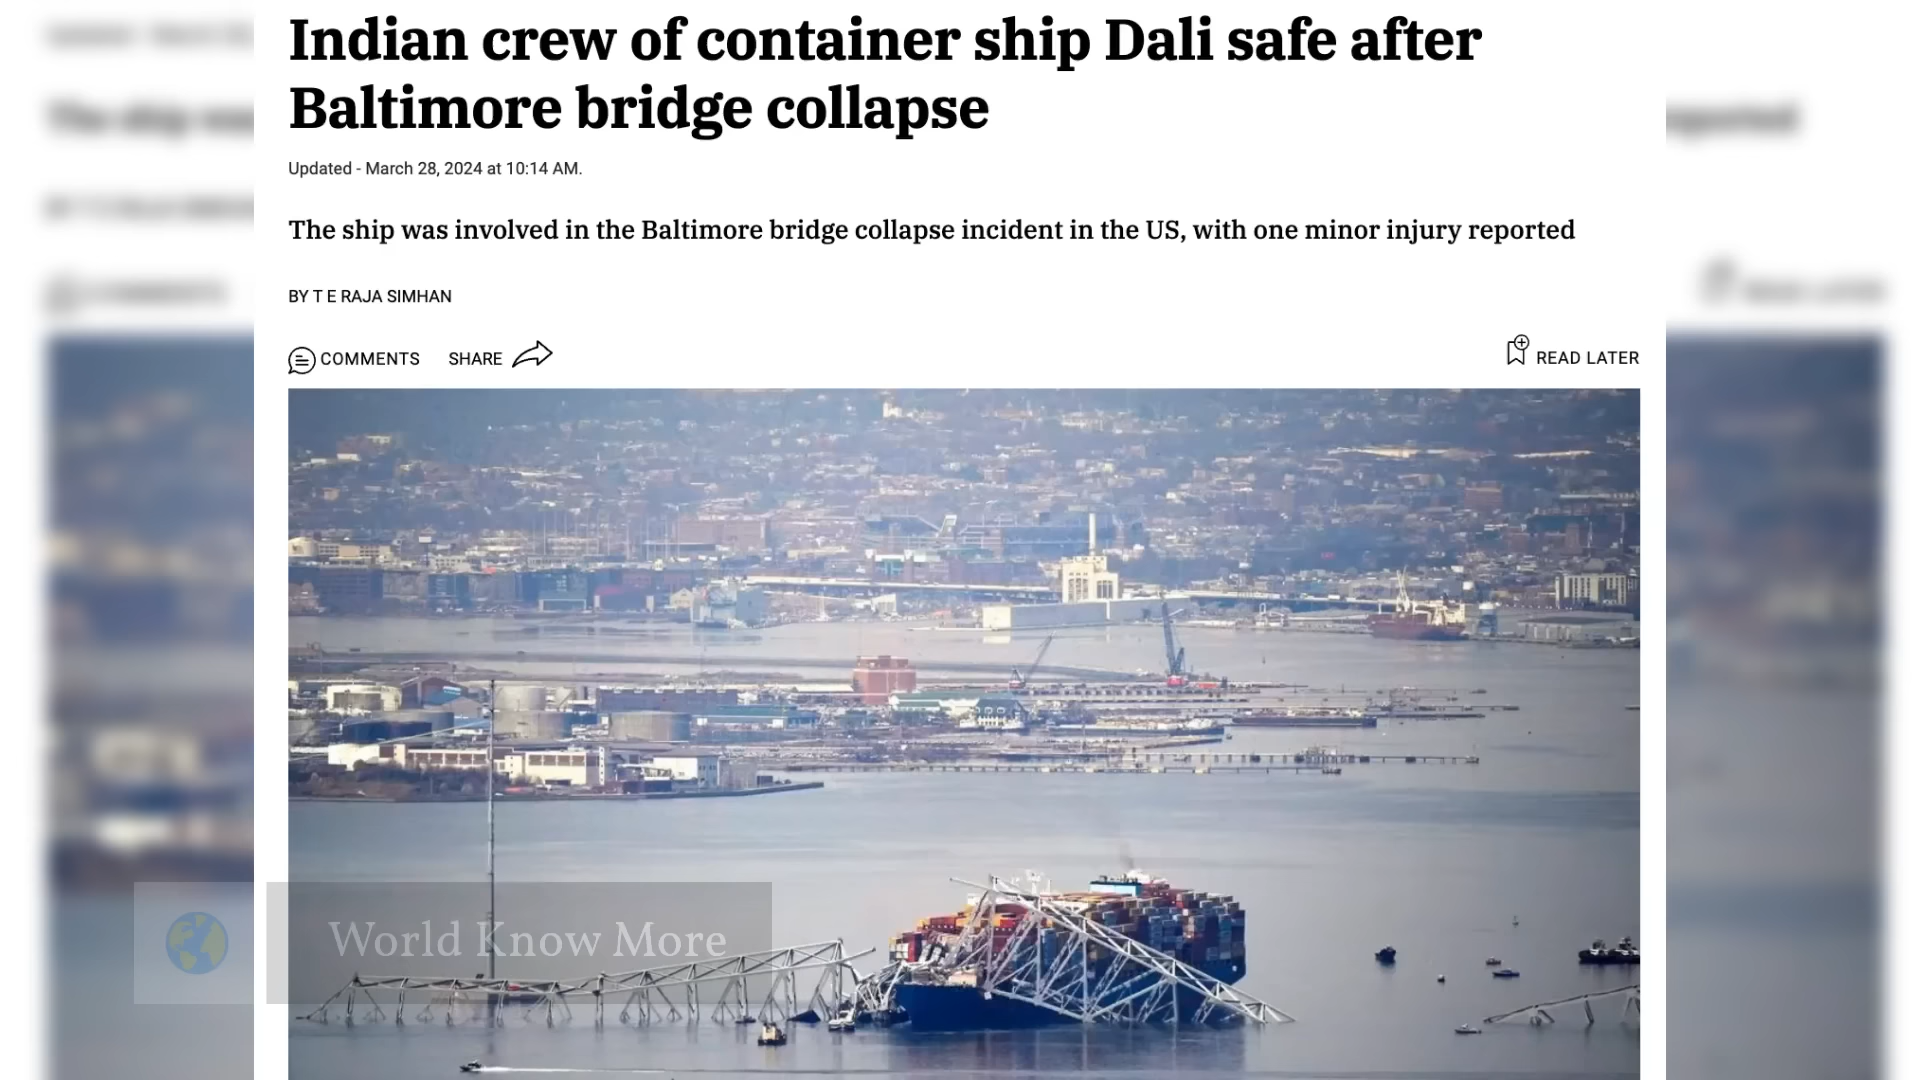 Indian crew of container ship Dali safe after
Baltimore bridge collapse
Updated - March 28, 2024 at 10:14 AM.
The ship was involved in the Baltimore bridge collapse incident in the US, with one minor injury reported
BY T E RAJA SIMHAN
COMMENTS SHARE READ LATER
World Know More